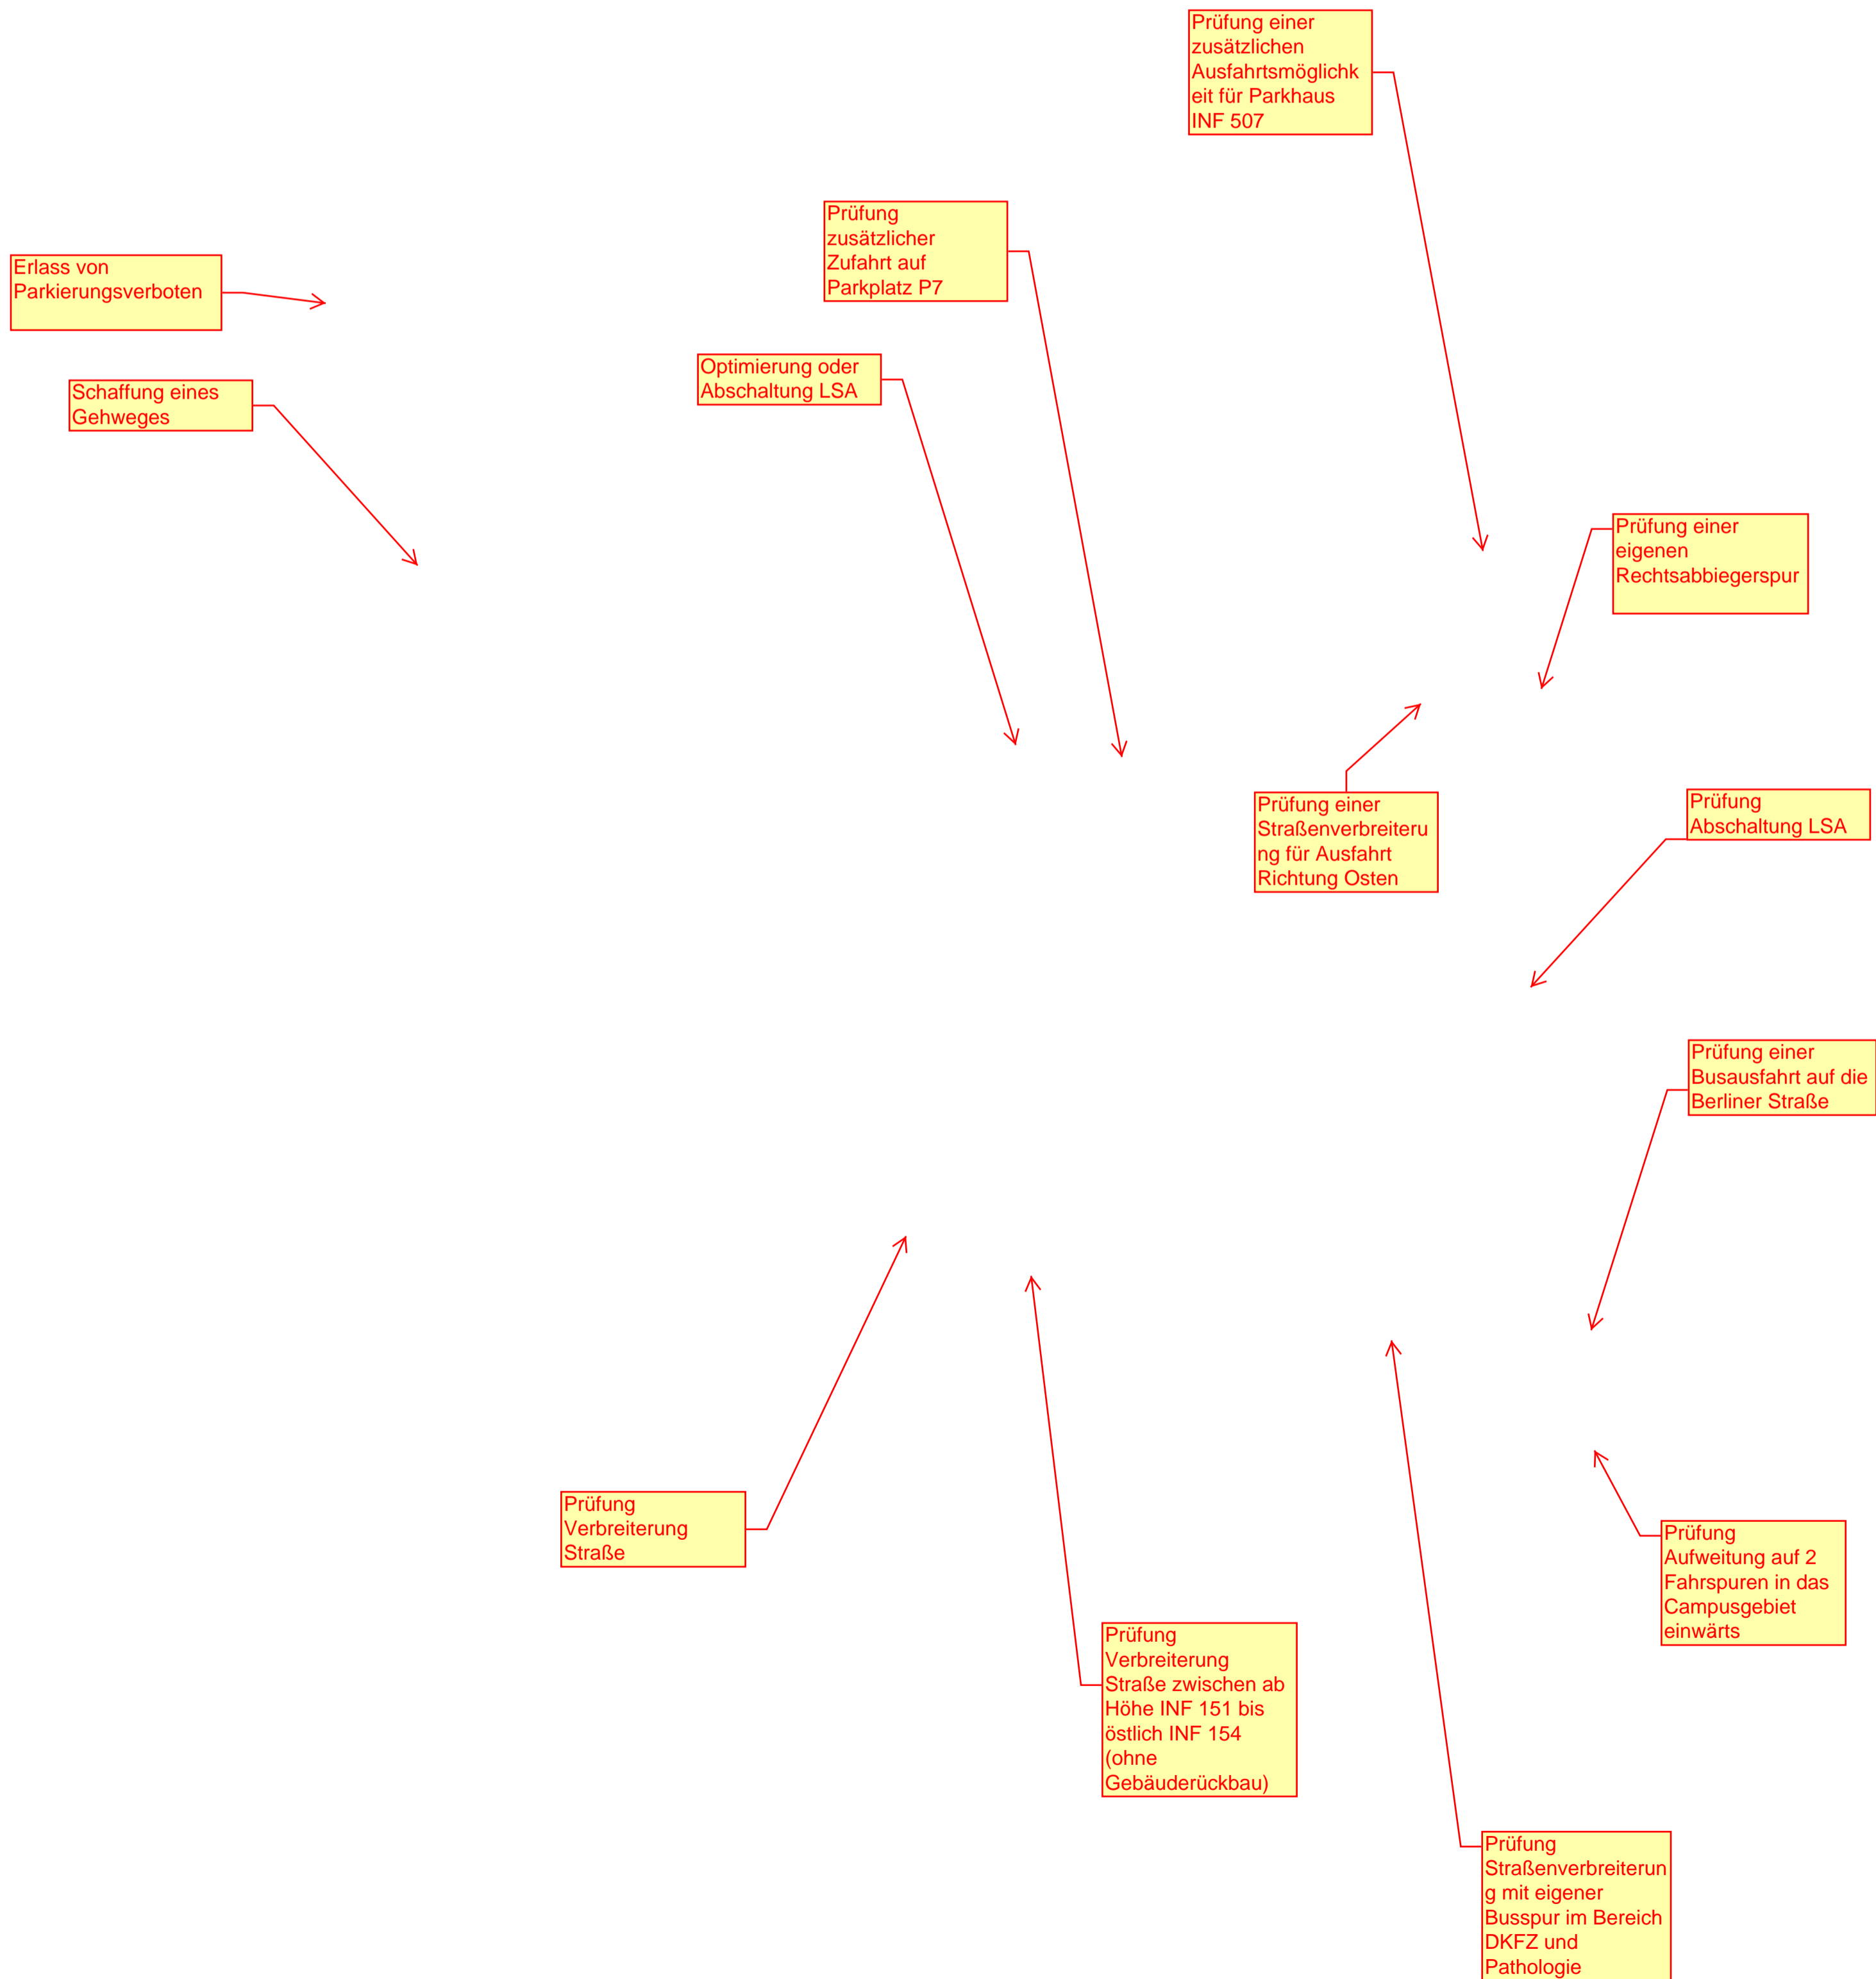 Prüfung einer
zusätzlichen
Ausfahrtsmöglichk
eit für Parkhaus
INF 507
Prüfung
zusätzlicher
Zufahrt auf
Parkplatz P7
Erlass von
Parkierungsverboten
Optimierung oder
Abschaltung LSA
Schaffung eines
Gehweges
Prüfung einer
eigenen
Rechtsabbiegerspur
Prüfung einer
Straßenverbreiteru
ng für Ausfahrt
Richtung Osten
Prüfung
Abschaltung LSA
Prüfung einer
Busausfahrt auf die
Berliner Straße
Prüfung
Verbreiterung
Straße
Prüfung
Aufweitung auf 2
Fahrspuren in das
Campusgebiet
einwärts
Prüfung
Verbreiterung
Straße zwischen ab
Höhe INF 151 bis
östlich INF 154
(ohne
Gebäuderückbau)
Prüfung
Straßenverbreiterun
g mit eigener
Busspur im Bereich
DKFZ und
Pathologie